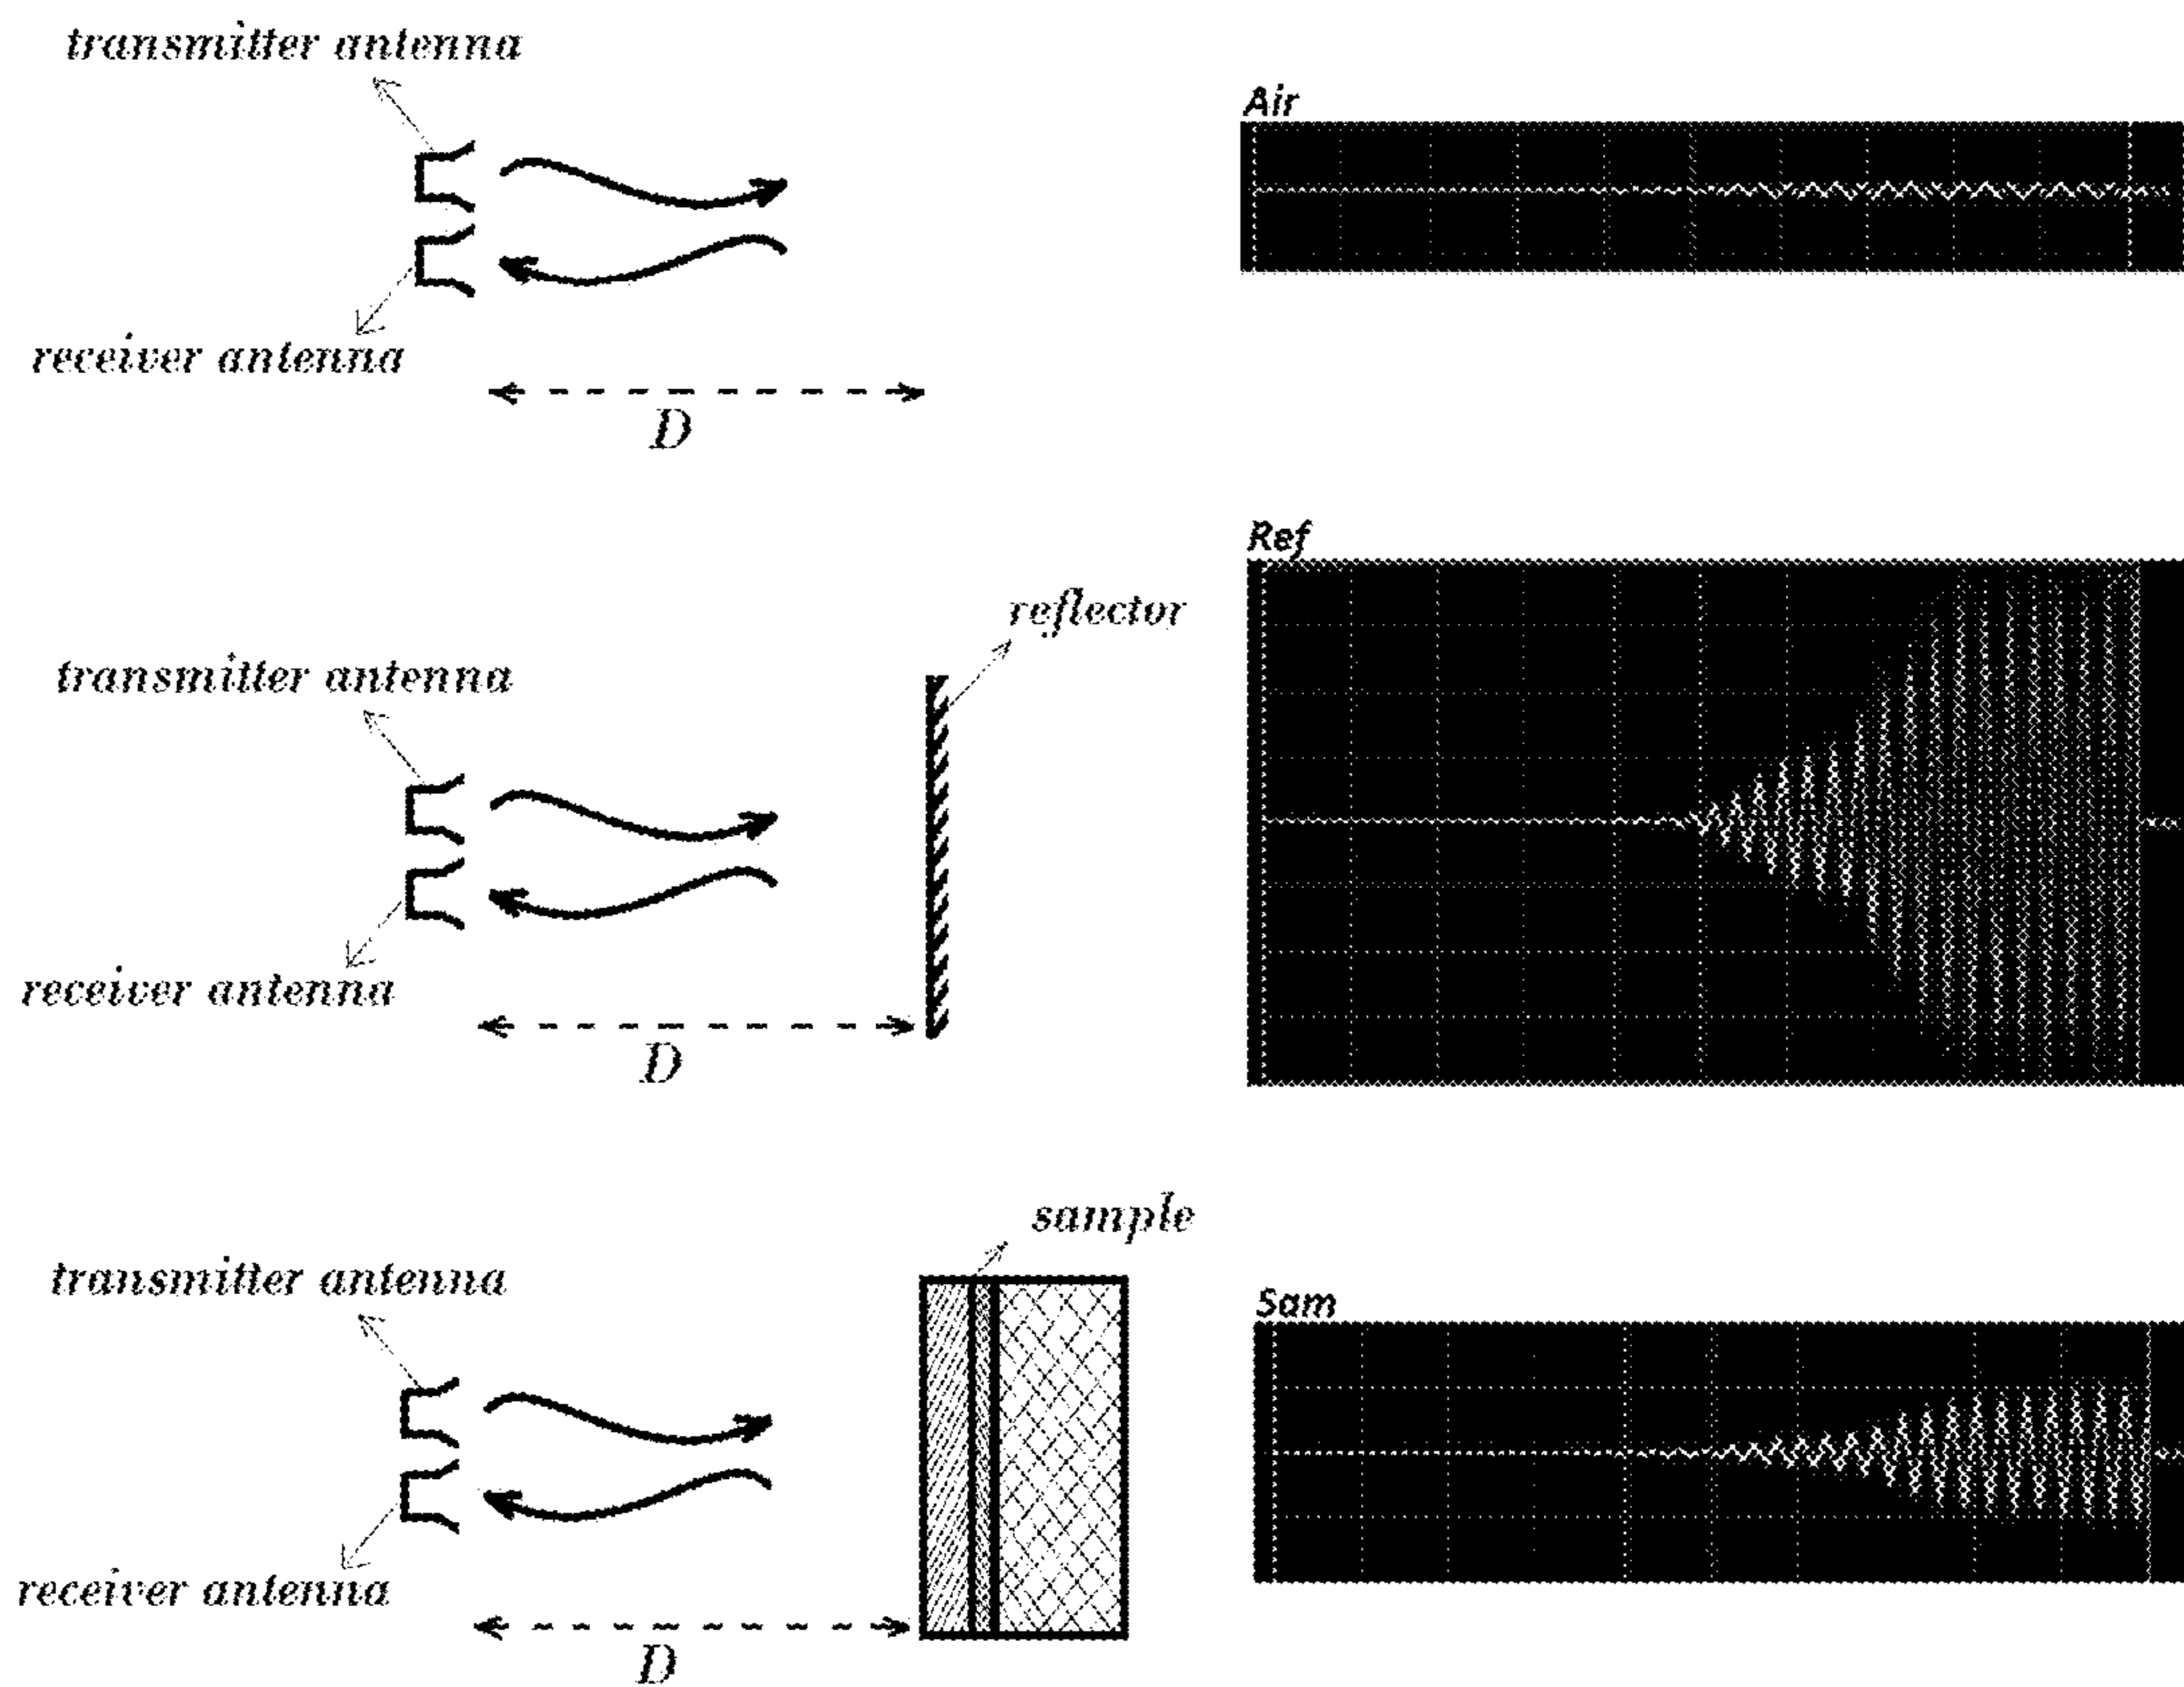 transmitter antenna
Air
receiver antenna
D
Ref
reflector
transmitter antenna
receiver antenna
D
sample
transmitter antenna
Sam
receiver antenna
D